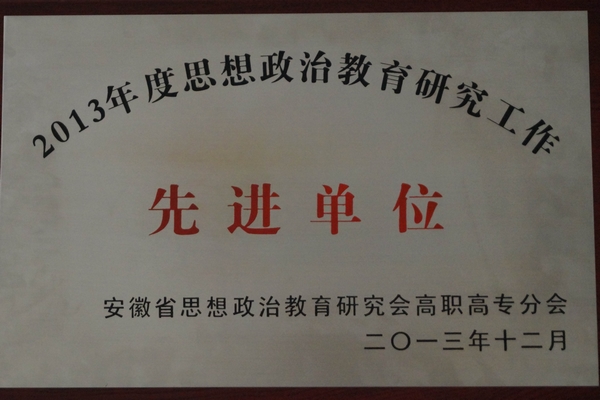 2013年度思想政治教育研究工作
先进单位
安徽省思想政治教育研究会高职高专分会
二〇一三年十二月